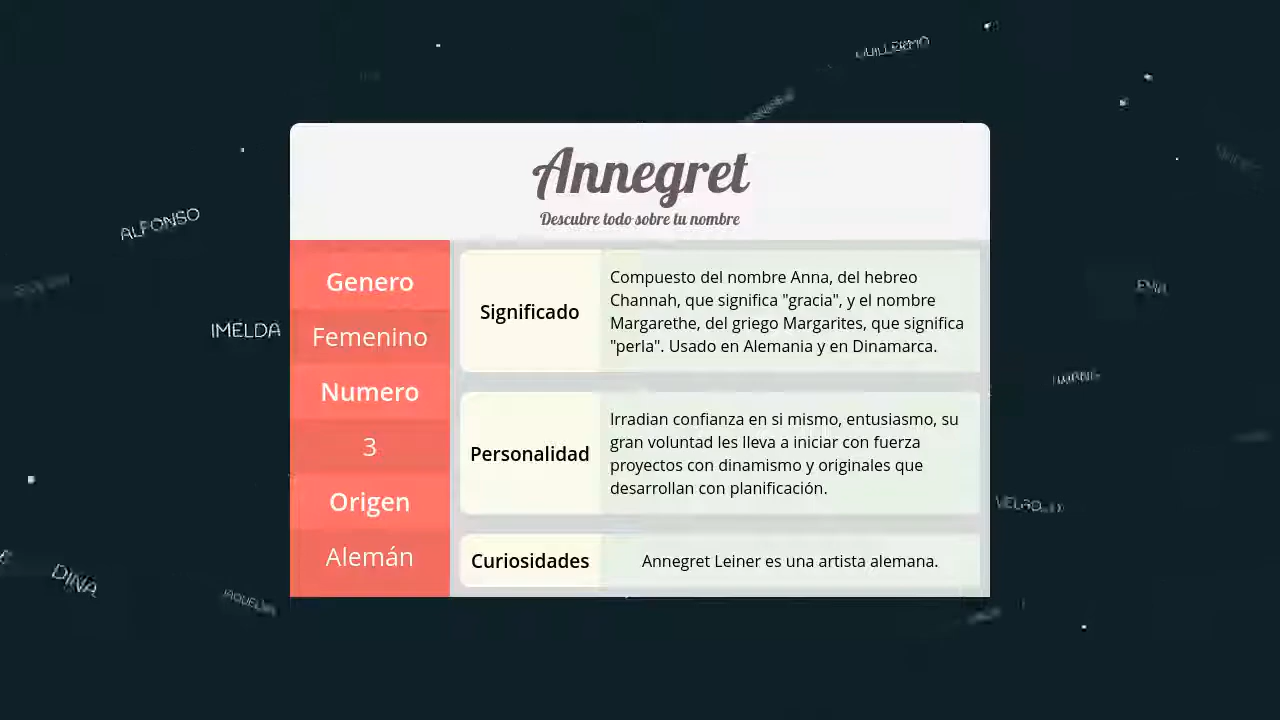 GUILLERMO
Annegret
Descubre todo sobre tu nombre
ALFONSO
IMELDA
DINA
Genero
Femenino
Numero
3
Origen
Alemán
Significado
Compuesto del nombre Anna, del hebreo
Channah, que significa "gracia", y el nombre
Margarethe, del griego Margarites, que significa
"perla". Usado en Alemania y en Dinamarca.
Personalidad
Irradian confianza en si mismo, entusiasmo, su
gran voluntad les lleva a iniciar con fuerza
proyectos con dinamismo y originales que
desarrollan con planificación.
Curiosidades
Annegret Leiner es una artista alemana.